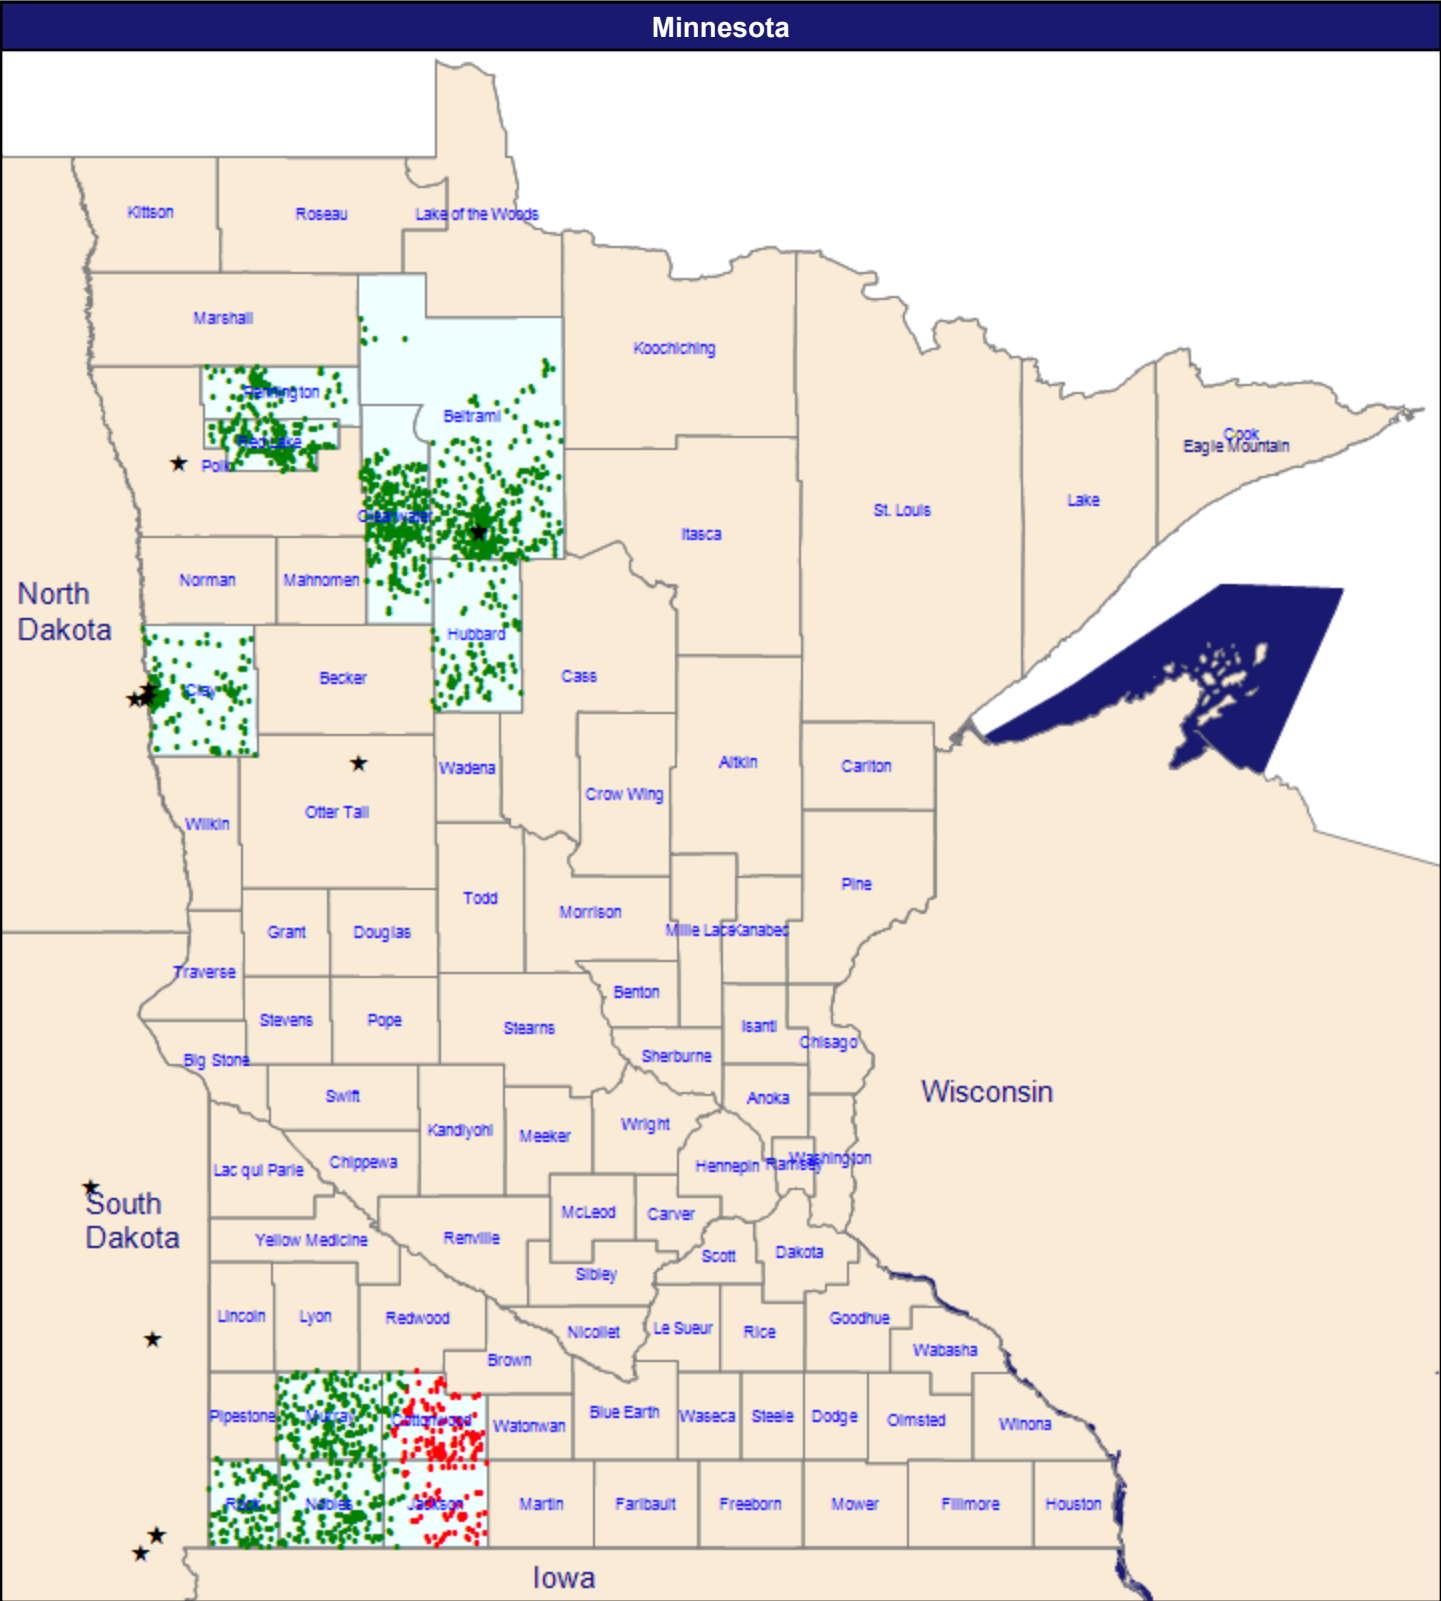 Minnesota
Kittson
Roseau
Lake of the Woods
Marshall
Koochiching
Pennington
Beltrami
Red Lake
Polk
Cook
Eagle Mountain
Lake
St. Louis
Clearwater
Itasca
Norman
Mahnomen
North
Dakota
Hubbard
Clay
Becker
Cass
Wadena
Aitkin
Carlton
Crow Wing
Otter Tail
Wilkin
Todd
Morrison
Pine
Grant
Douglas
Mille Lacs
Kanabec
Traverse
Benton
Stevens
Pope
Stearns
Isanti
Chisago
Big Stone
Sherburne
Swift
Anoka
Wisconsin
Kandiyohi
Meeker
Wright
Lac qui Parle
Chippewa
Hennepin
Ramsey
Washington
South
Dakota
McLeod
Carver
Yellow Medicine
Renville
Scott
Dakota
Sibley
Lincoln
Lyon
Redwood
Nicollet
Le Sueur
Rice
Goodhue
Wabasha
Brown
Pipestone
Murray
Cottonwood
Watonwan
Blue Earth
Waseca
Steele
Dodge
Olmsted
Winona
Rock
Nobles
Jackson
Martin
Faribault
Freeborn
Mower
Fillmore
Houston
Iowa